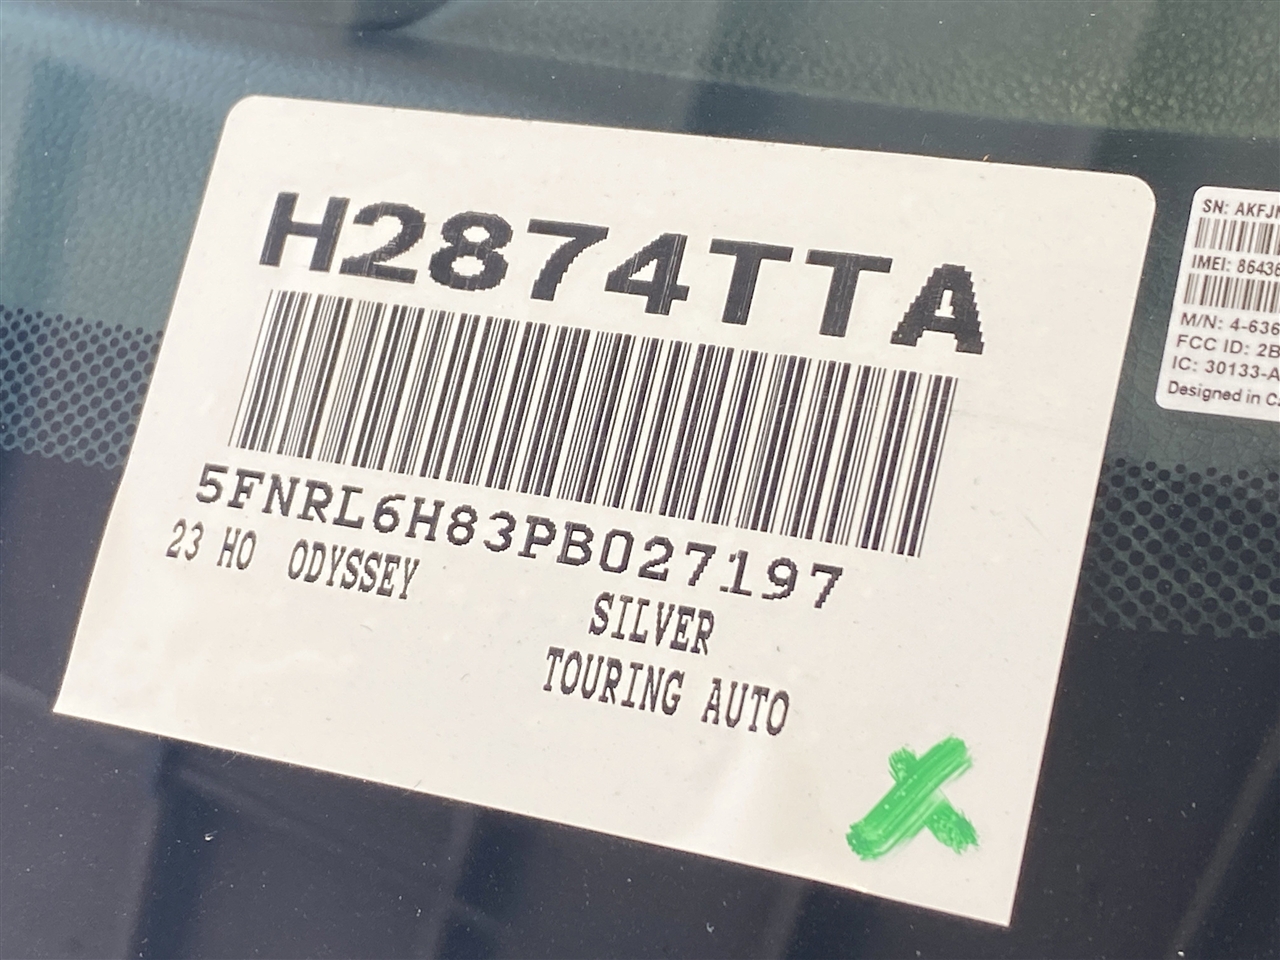 H2874TTA
5FNRL6H83PB027197
23 HO ODYSSEY
SILVER
TOURING AUTO
SN: AKFJ
IMEI: 8643
M/N: 4-636
FCC ID: 2B
IC: 30133-A
Designed in Ca